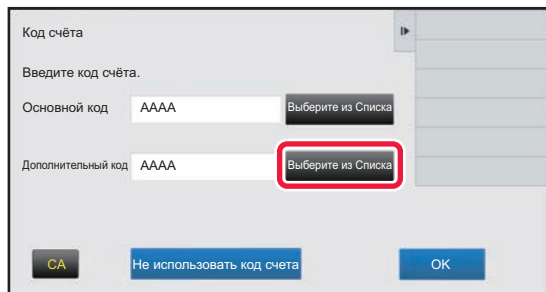 Код счёта
Введите код счёта.
Основной код AAAA Выберите из Списка
Дополнительный код AAAA Выберите из Списка
CA Не использовать код счета OK